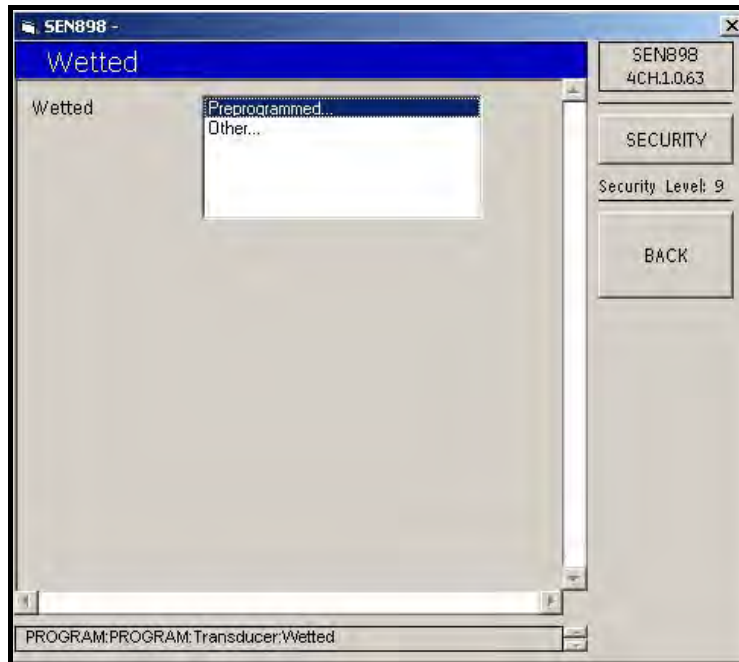 SEN898 -
Wetted
Wetted
Preprogrammed...
Other...
SEN898
4CH.1.0.63
SECURITY
Security Level: 9
BACK
PROGRAM:PROGRAM:Transducer:Wetted